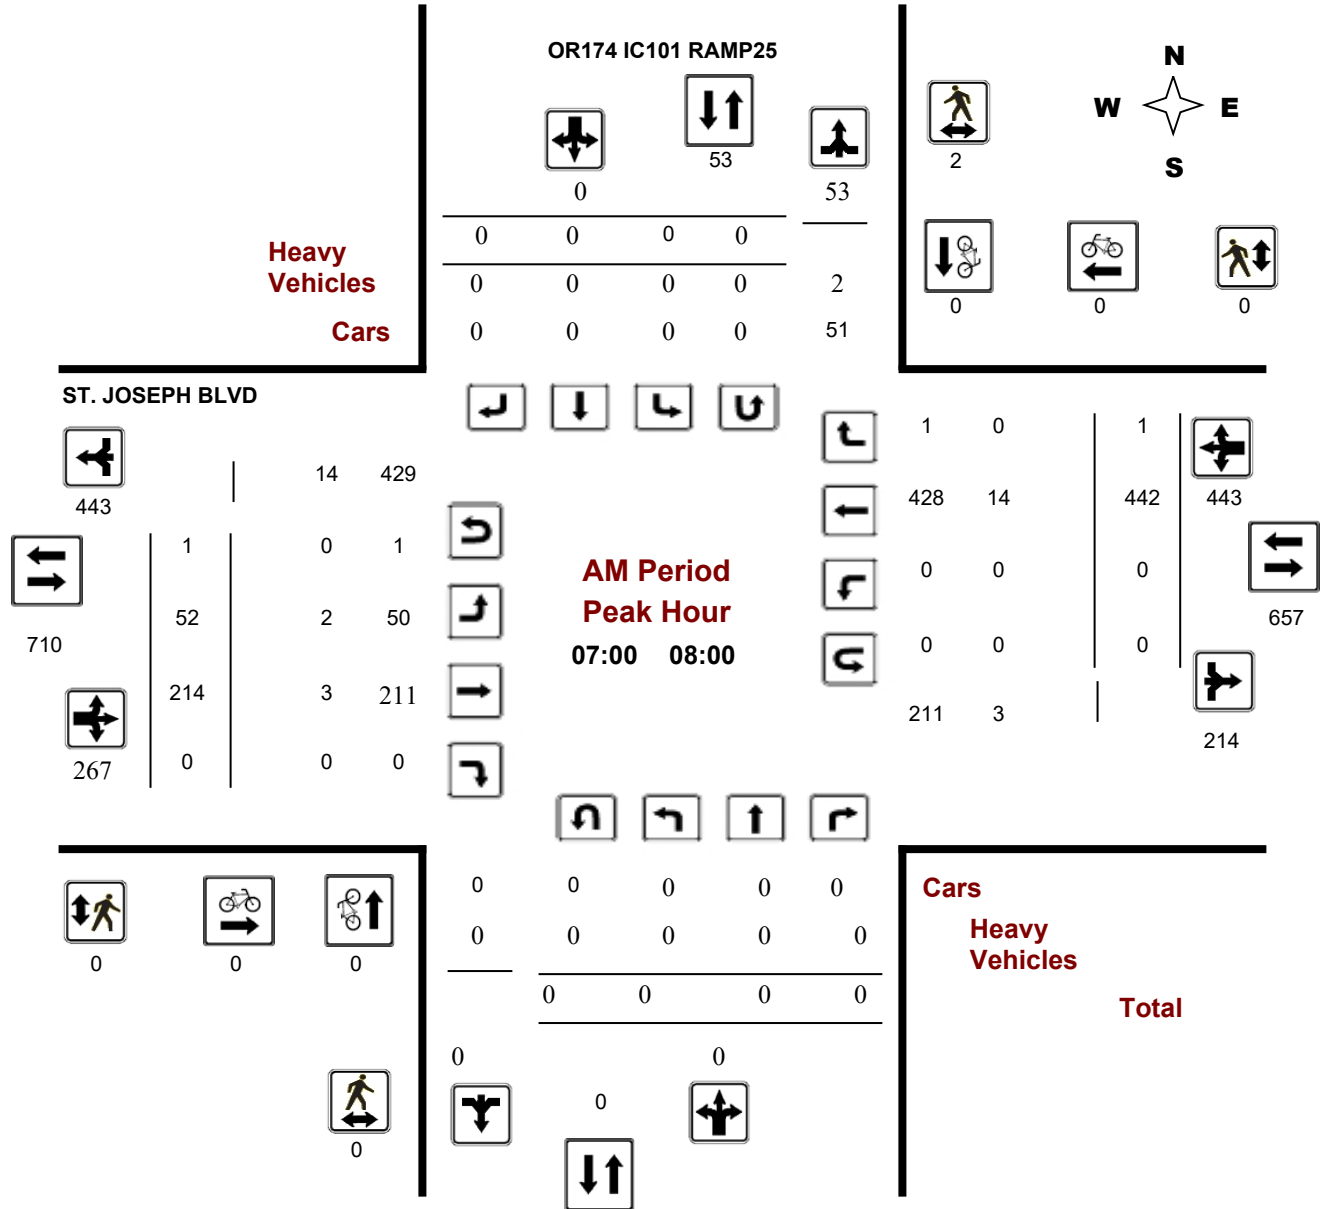 OR174 IC101 RAMP25
N
W E
S
53
2
0
53
0 0 0 0
Heavy
Vehicles
0 0 0 0 2
Cars
0 0 0 0 51
0 0 0
ST. JOSEPH BLVD
1 0 1
14 429
443
428 14 442 443
1 0 1
AM Period
0 0 0
Peak Hour
52 2 50
657
710
07:00 08:00
0 0 0
214 3 211
211 3
214
267 0 0 0
0 0 0 0 0
Cars
0 0 0 0 0
Heavy
Vehicles
0 0 0
0 0 0 0
Total
0 0
0
0